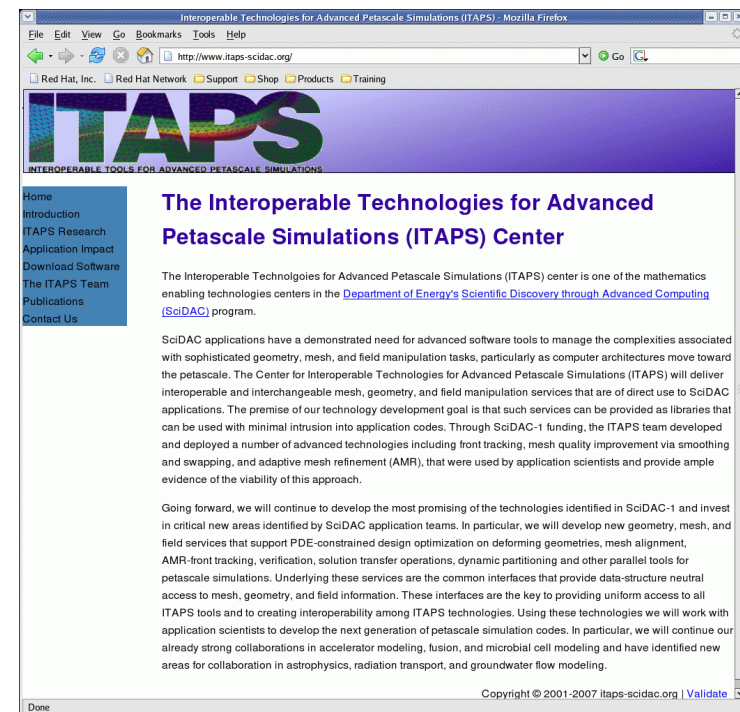 Interoperable Technologies for Advanced Petascale Simulations (ITAPS) - Mozilla Firefox
File Edit View Go Bookmarks Tools Help
http://www.itaps-scidac.org/ Go G
Red Hat, Inc. Red Hat Network Support Shop Products Training
ITAPS
INTEROPERABLE TOOLS FOR ADVANCED PETASCALE SIMULATIONS
Home
Introduction
ITAPS Research
Application Impact
Download Software
The ITAPS Team
Publications
Contact Us
The Interoperable Technologies for Advanced
Petascale Simulations (ITAPS) Center
The Interoperable Technolgoies for Advanced Petascale Simulations (ITAPS) center is one of the mathematics
enabling technologies centers in the Department of Energy's Scientific Discovery through Advanced Computing
(SciDAC) program.
SciDAC applications have a demonstrated need for advanced software tools to manage the complexities associated
with sophisticated geometry, mesh, and field manipulation tasks, particularly as computer architectures move toward
the petascale. The Center for Interoperable Technologies for Advanced Petascale Simulations (ITAPS) will deliver
interoperable and interchangeable mesh, geometry, and field manipulation services that are of direct use to SciDAC
applications. The premise of our technology development goal is that such services can be provided as libraries that
can be used with minimal intrusion into application codes. Through SciDAC-1 funding, the ITAPS team developed
and deployed a number of advanced technologies including front tracking, mesh quality improvement via smoothing
and swapping, and adaptive mesh refinement (AMR), that were used by application scientists and provide ample
evidence of the viability of this approach.
Going forward, we will continue to develop the most promising of the technologies identified in SciDAC-1 and invest
in critical new areas identified by SciDAC application teams. In particular, we will develop new geometry, mesh, and
field services that support PDE-constrained design optimization on deforming geometries, mesh alignment,
AMR-front tracking, verification, solution transfer operations, dynamic partitioning and other parallel tools for
petascale simulations. Underlying these services are the common interfaces that provide data-structure neutral
access to mesh, geometry, and field information. These interfaces are the key to providing uniform access to all
ITAPS tools and to creating interoperability among ITAPS technologies. Using these technologies we will work with
application scientists to develop the next generation of petascale simulation codes. In particular, we will continue our
already strong collaborations in accelerator modeling, fusion, and microbial cell modeling and have identified new
areas for collaboration in astrophysics, radiation transport, and groundwater flow modeling.
Copyright © 2001-2007 itaps-scidac.org | Validate
Done